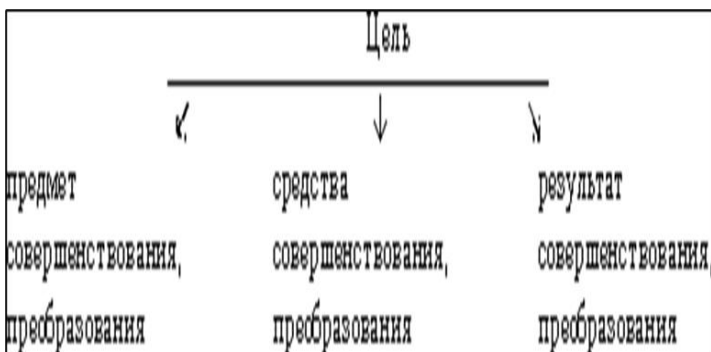 Цель
предмет средства результат
совершенствования, совершенствования, совершенствования,
преобразования преобразования преобразования